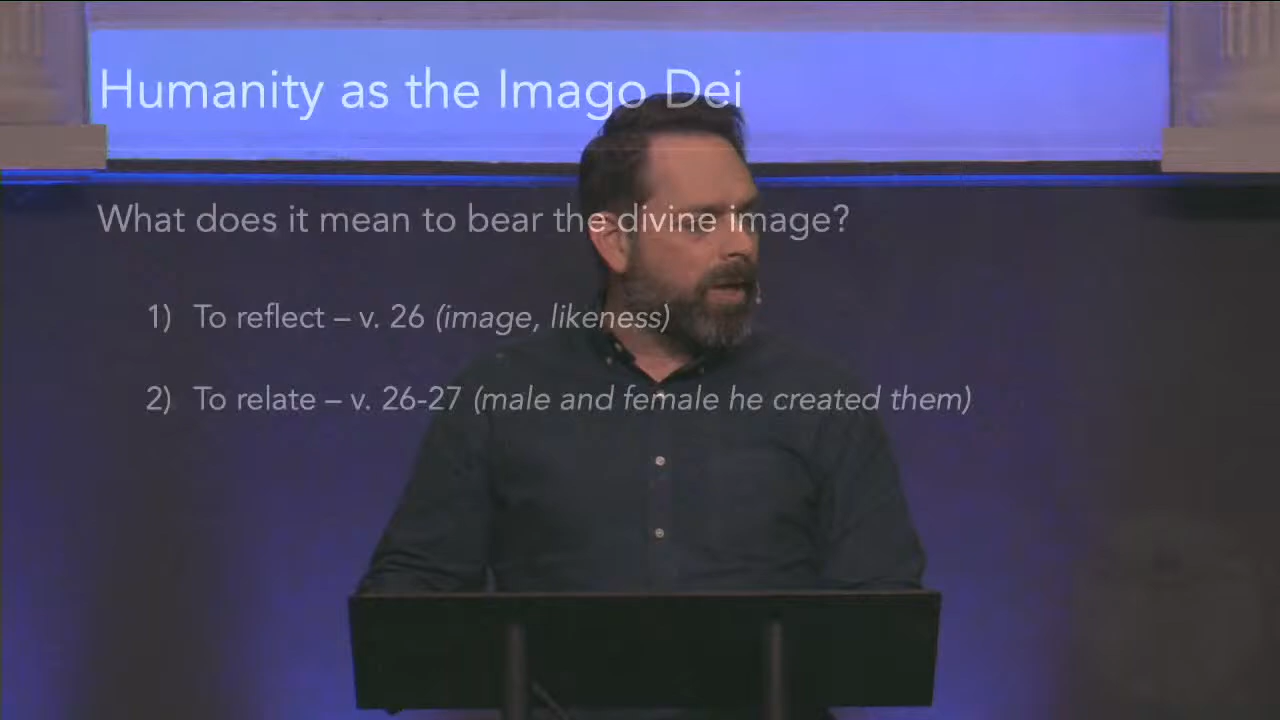 Humanity as the Imago Dei
What does it mean to bear the divine image?
1) To reflect – v. 26 (image, likeness)
2) To relate – v. 26-27 (male and female he created them)